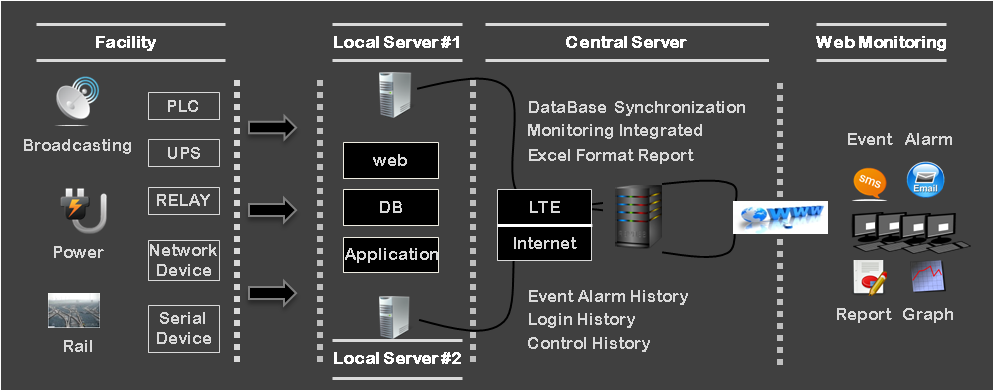 Facility
Local Server #1
Central Server
Web Monitoring
Broadcasting
Power
Rail
PLC
UPS
RELAY
Network
Device
Serial
Device
web
DB
Application
Local Server #2
DataBase Synchronization
Monitoring Integrated
Excel Format Report
LTE
Internet
Event Alarm History
Login History
Control History
www
Event Alarm
sms
Email
Report Graph